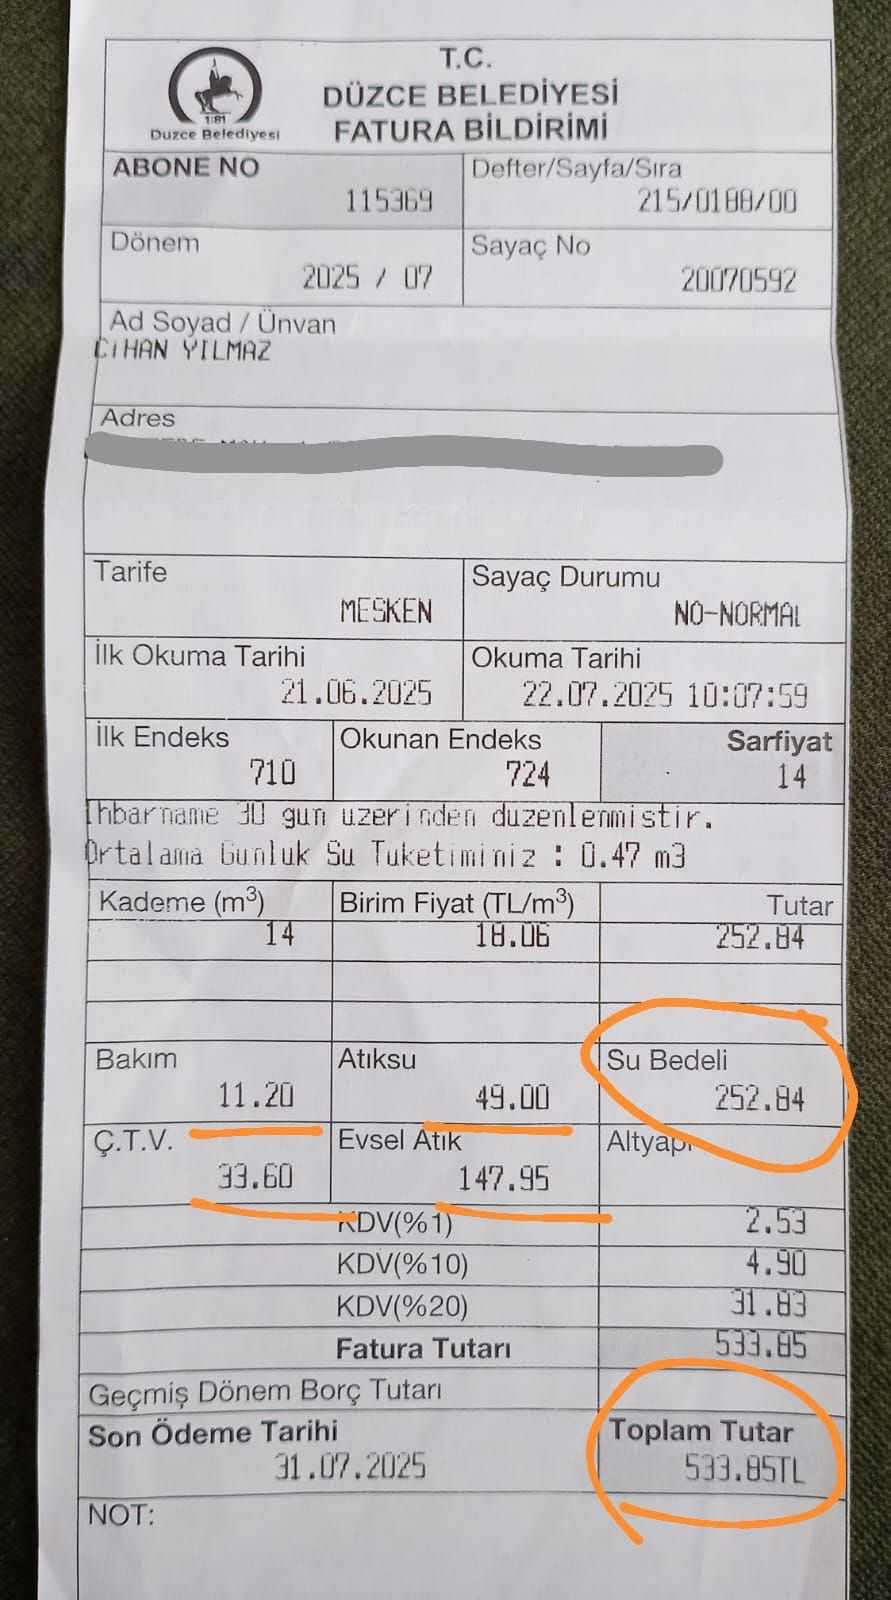 T.C.
DÜZCE BELEDİYESİ
FATURA BİLDİRİMİ
1881
Düzce Belediyesi
ABONE NO
115369
Defter/Sayfa/Sıra
215/0188/00
Dönem
2025 / 07
Sayaç No
20070592
Ad Soyad / Ünvan
CiHAN YILMAZ
Adres
Tarife
MESKEN
Sayaç Durumu
NO-NORMAL
İlk Okuma Tarihi
21.06.2025
Okuma Tarihi
22.07.2025 10:07:59
İlk Endeks
710
Okunan Endeks
724
Sarfiyat
14
Ihbarname 30 gun uzerinden duzenlenmistir.
Ortalama Gunluk Su Tuketiminiz : 0.47 m3
Kademe (m³)
Birim Fiyat (TL/m³)
Tutar
14
18.06
252.84
Bakım
11.20
Atıksu
49.00
Su Bedeli
252.84
Ç.T.V.
33.60
Evsel Atık
147.95
Altyapı
KDV(%1)
2.53
KDV(%10)
4.90
KDV(%20)
31.83
Fatura Tutarı
533.85
Geçmiş Dönem Borç Tutarı
Son Ödeme Tarihi
31.07.2025
Toplam Tutar
533.85TL
NOT: